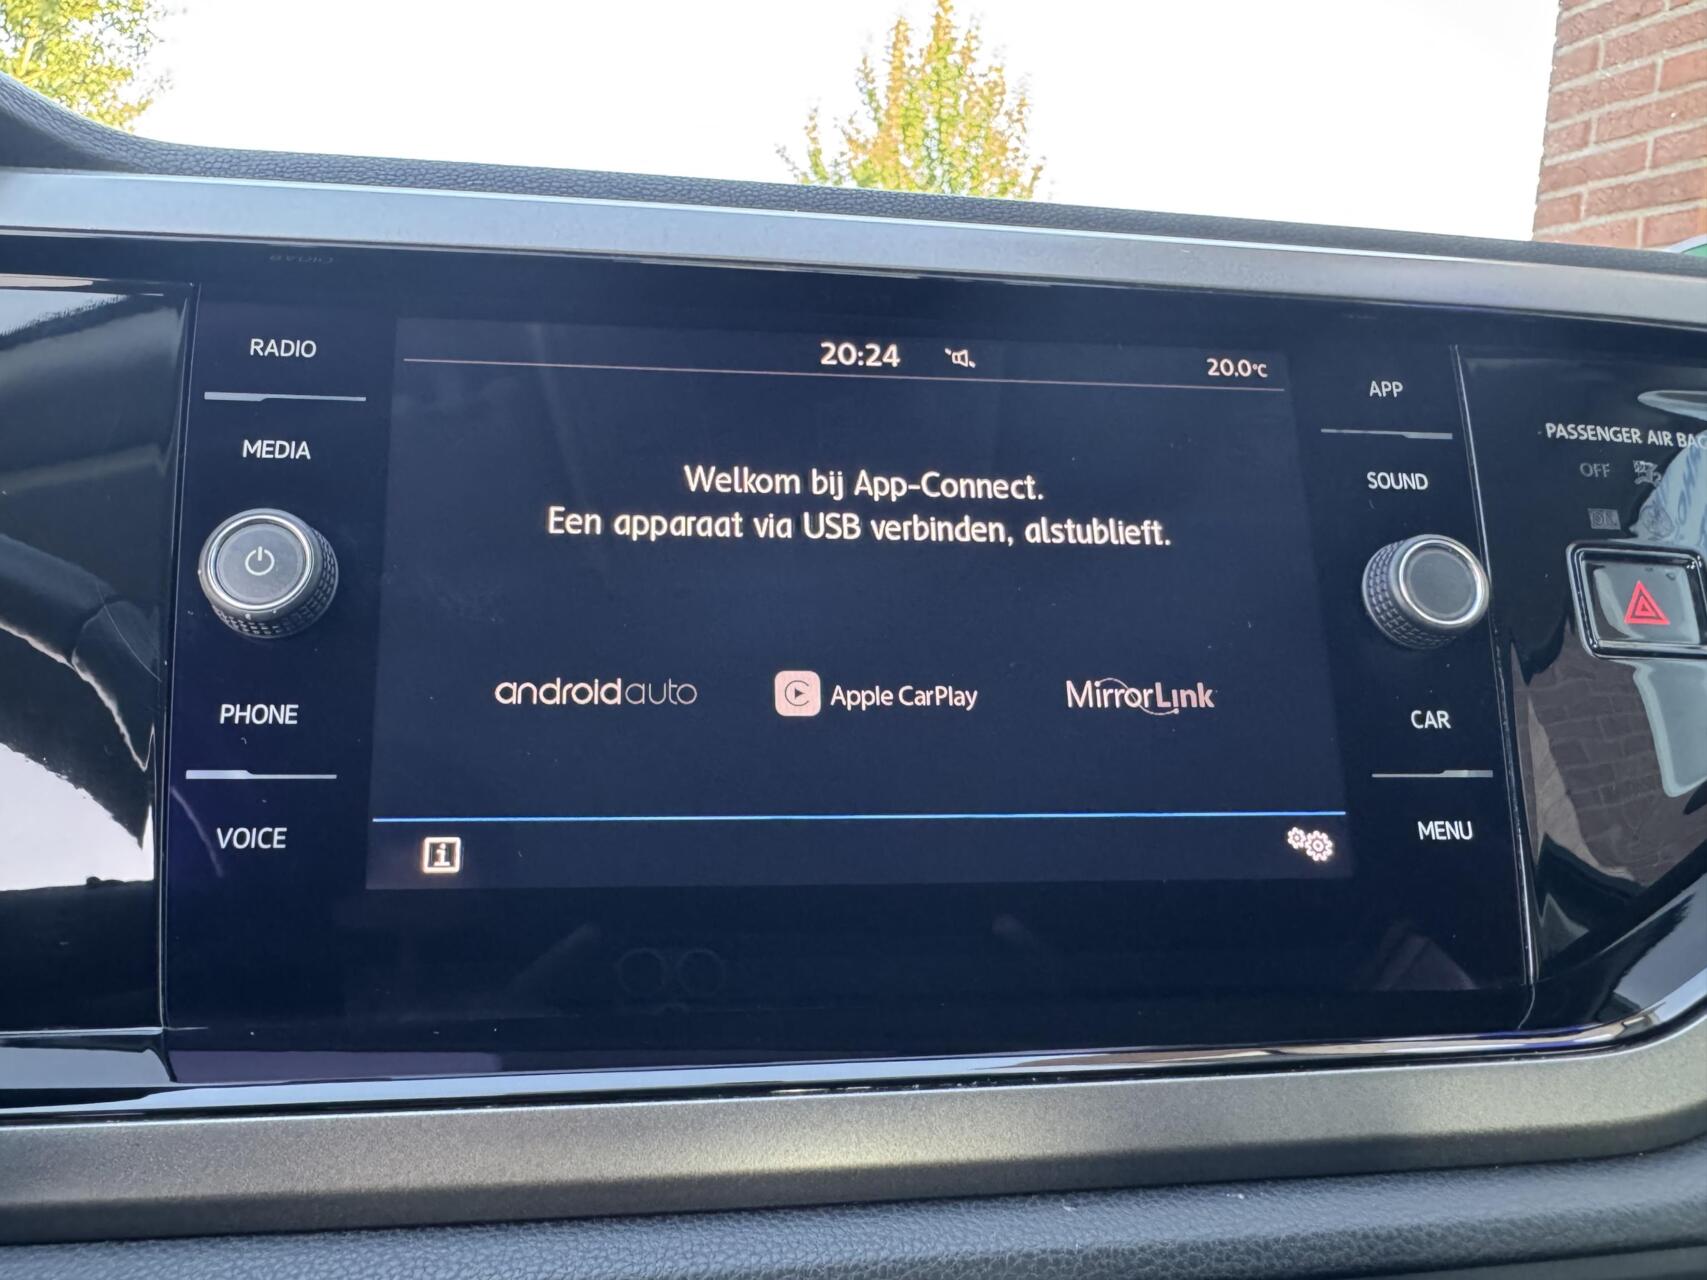 RADIO
MEDIA
PHONE
VOICE
20:24
20.0°C
Welkom bij App-Connect.
Een apparaat via USB verbinden, alstublieft.
androidauto
Apple CarPlay
MirrorLink
i
APP
SOUND
CAR
MENU
PASSENGER AIR BAG
OFF